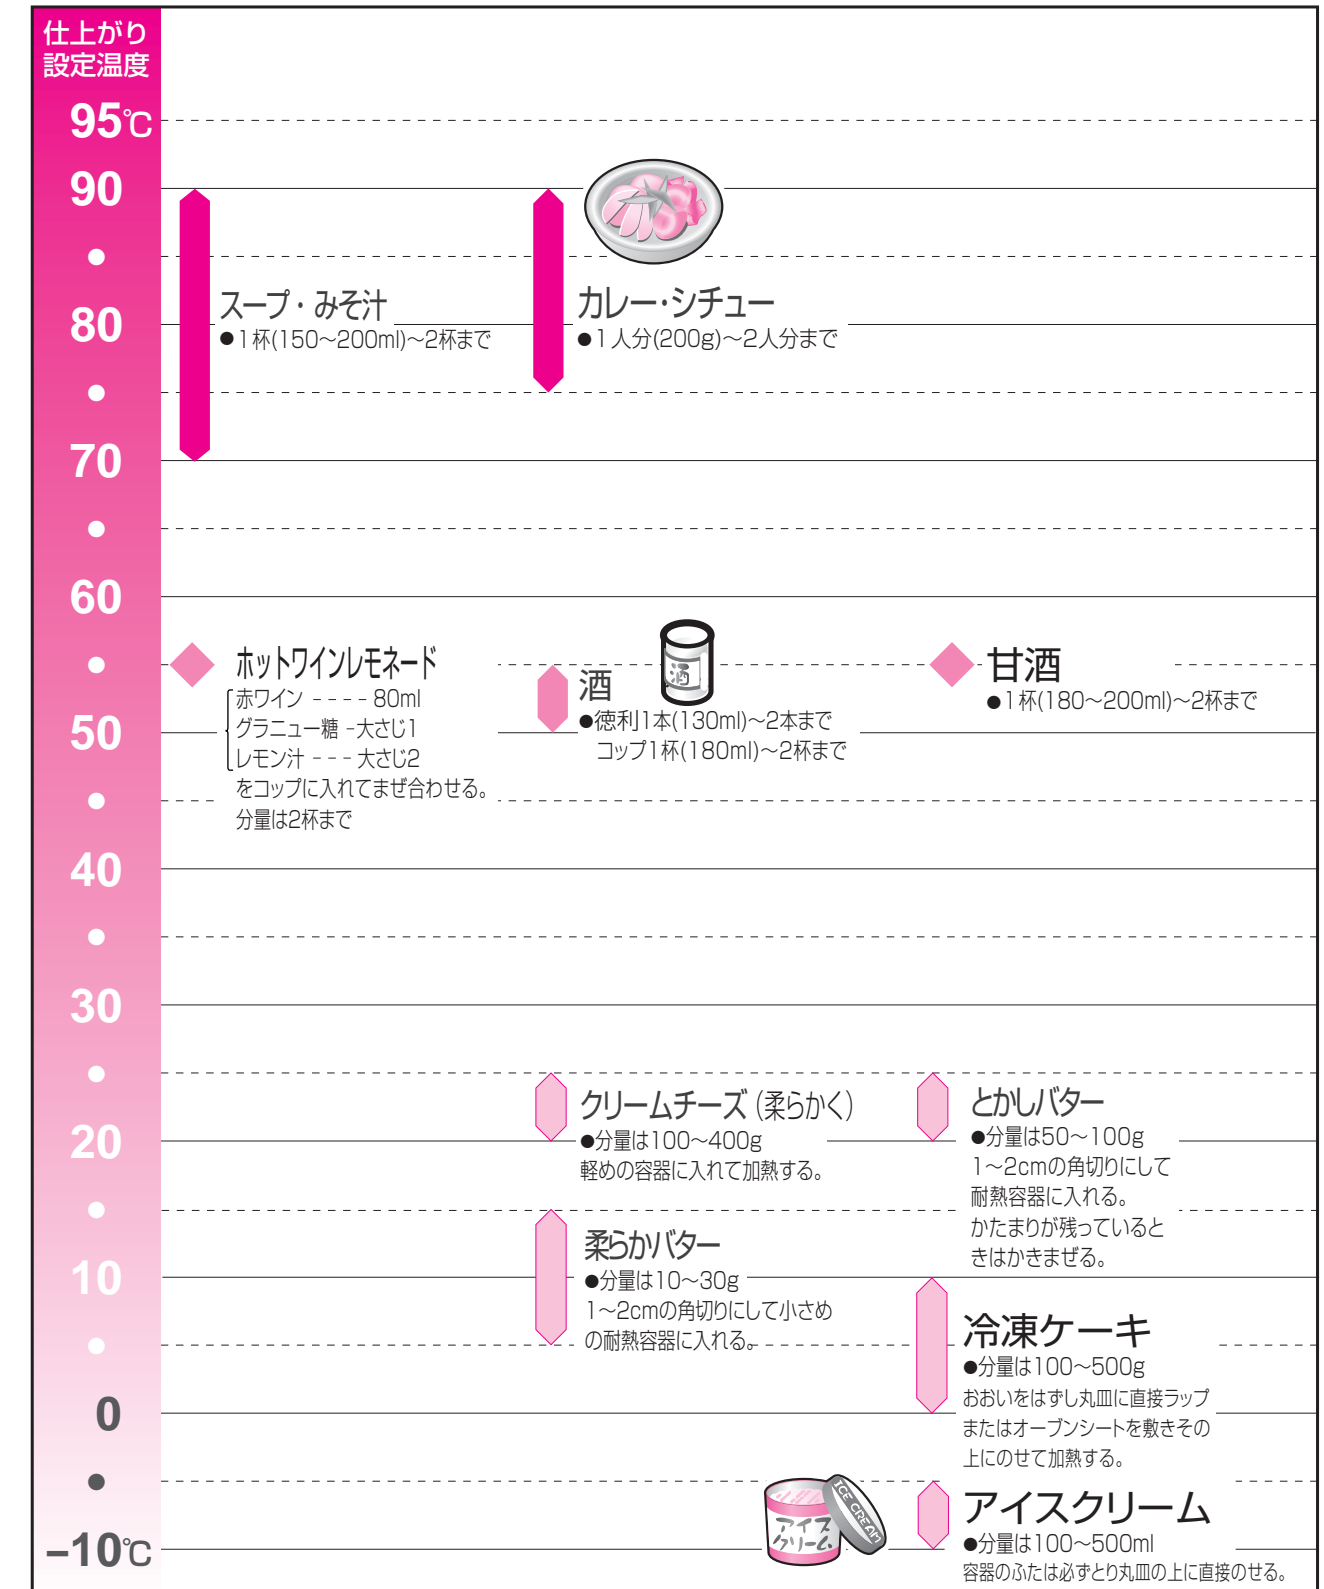 仕上がり
設定温度
95℃
90
80
70
60
50
40
30
20
10
0
−10℃
スープ・みそ汁
●1杯(150〜200ml)〜2杯まで
カレー・シチュー
●1人分(200g)〜2人分まで
ホットワインレモネード
赤ワイン ---- 80ml
グラニュー糖 -大さじ1
レモン汁 --- 大さじ2
をコップに入れてまぜ合わせる。
分量は2杯まで
酒
酒
●徳利1本(130ml)〜2本まで
コップ1杯(180ml)〜2杯まで
甘酒
●1杯(180〜200ml)〜2杯まで
クリームチーズ(柔らかく)
●分量は100〜400g
軽めの容器に入れて加熱する。
とかしバター
●分量は50〜100g
1〜2cmの角切りにして
耐熱容器に入れる。
かたまりが残っていると
きはかきまぜる。
柔らかバター
●分量は10〜30g
1〜2cmの角切りにして小さめ
の耐熱容器に入れる。
冷凍ケーキ
●分量は100〜500g
おおいをはずし丸皿に直接ラップ
またはオーブンシートを敷きその
上にのせて加熱する。
ICE CREAM
アイス
クリーム
アイスクリーム
●分量は100〜500ml
容器のふたは必ずとり丸皿の上に直接のせる。